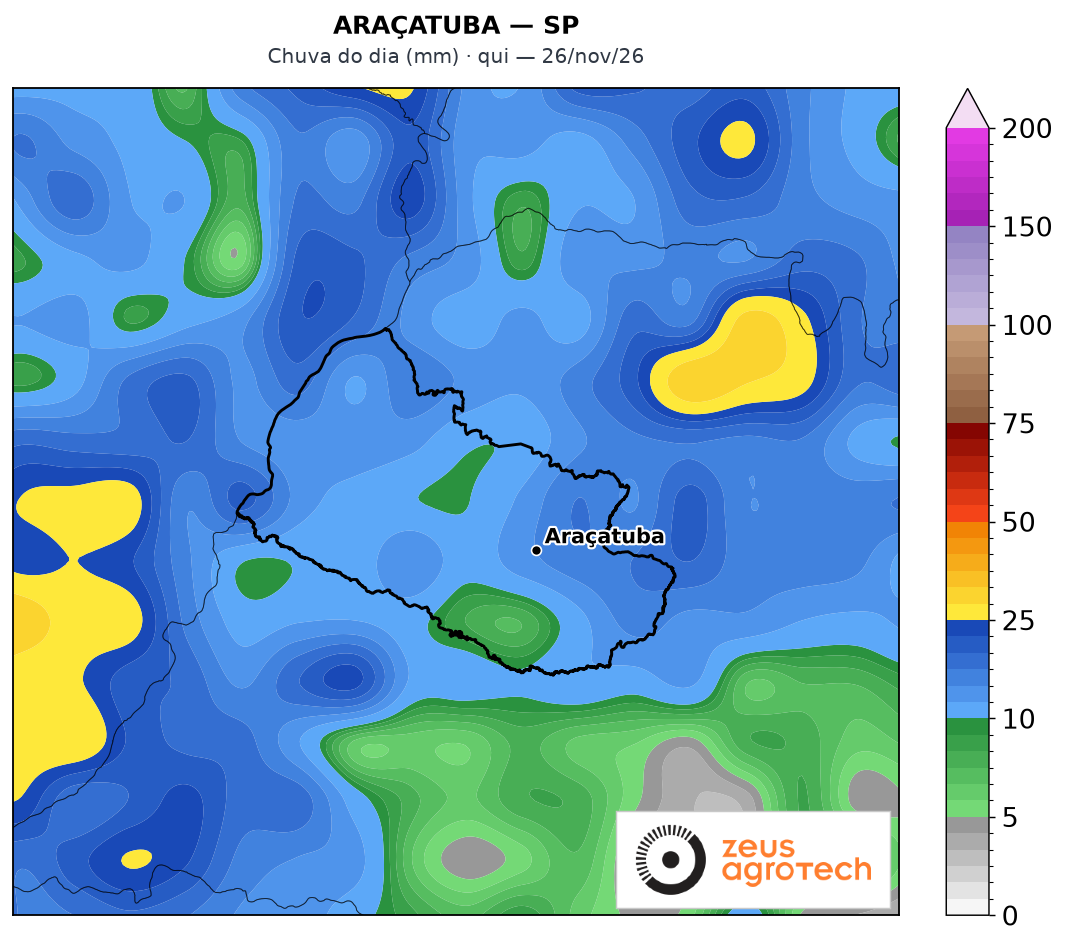 ARAÇATUBA — SP
Chuva do dia (mm) · qui — 26/nov/26
200
150
100
75
50
25
10
5
0
Araçatuba
zeus
agrotech